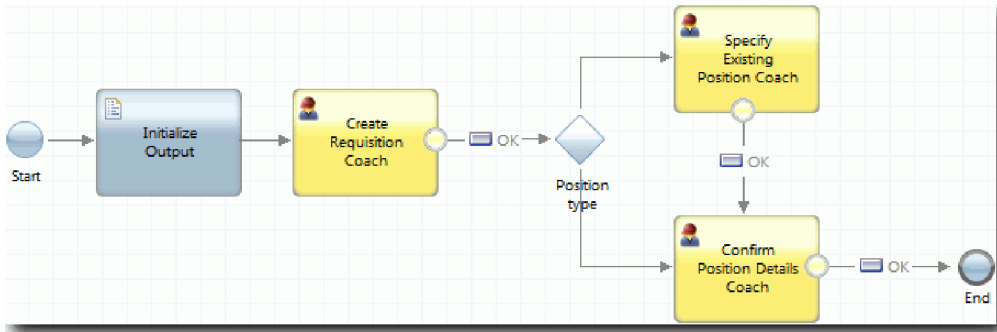 Start
Initialize
Output
Create
Requisition
Coach
OK
Position
type
Specify
Existing
Position Coach
OK
Confirm
Position Details
Coach
OK
End